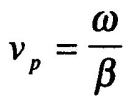 v_p = ω/β